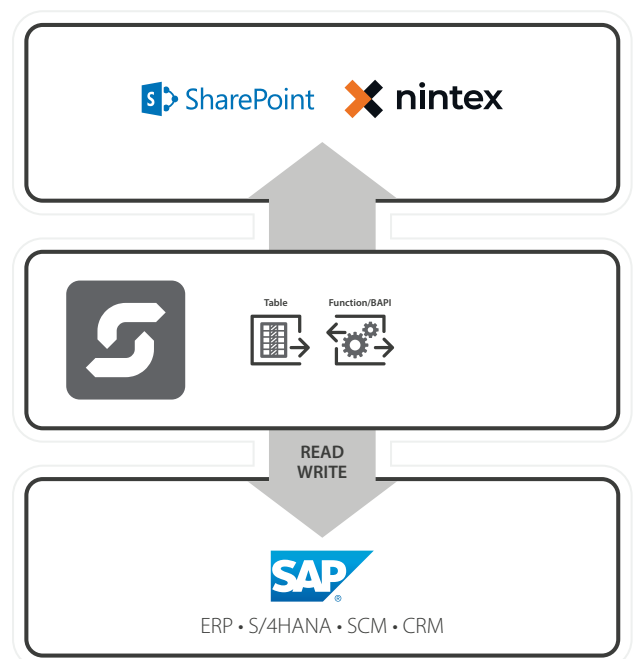 S SharePoint nintex
Table Function/BAPI
READ
WRITE
SAP®
ERP • S/4HANA • SCM • CRM